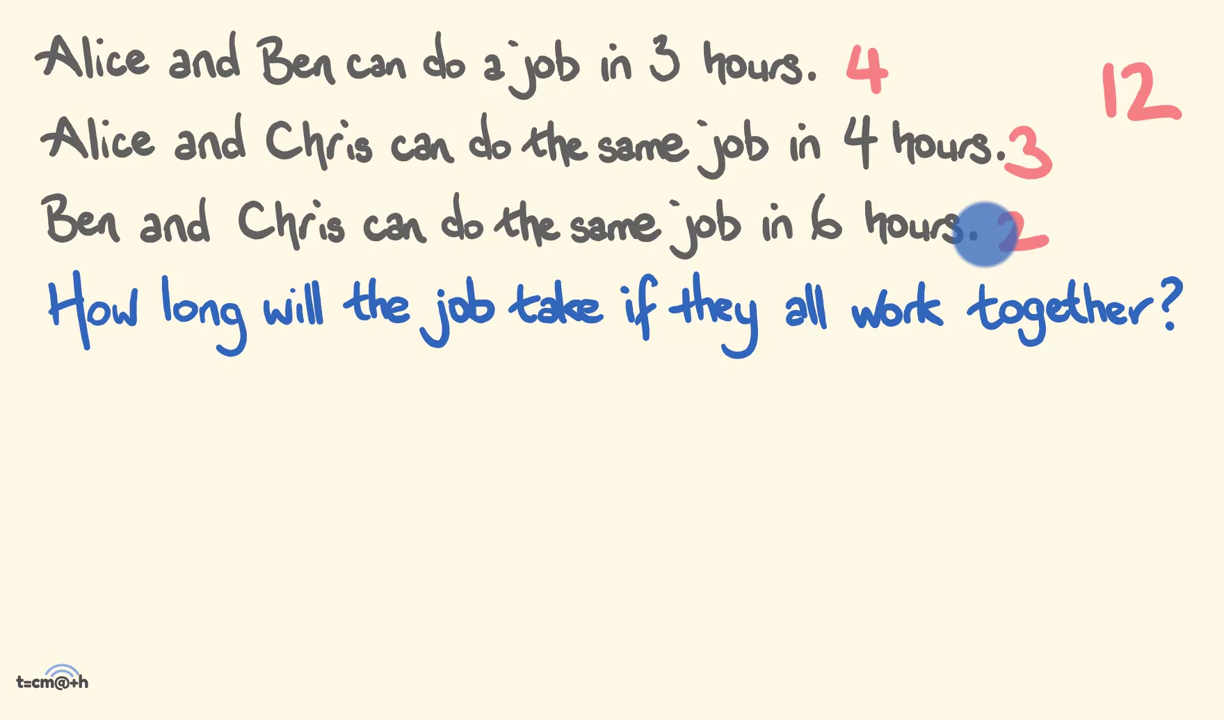 Alice and Ben can do a job in 3 hours. 4
12
Alice and Chris can do the same job in 4 hours. 3
Ben and Chris can do the same job in 6 hours. 2
How long will the job take if they all work together?
t=cm@+h